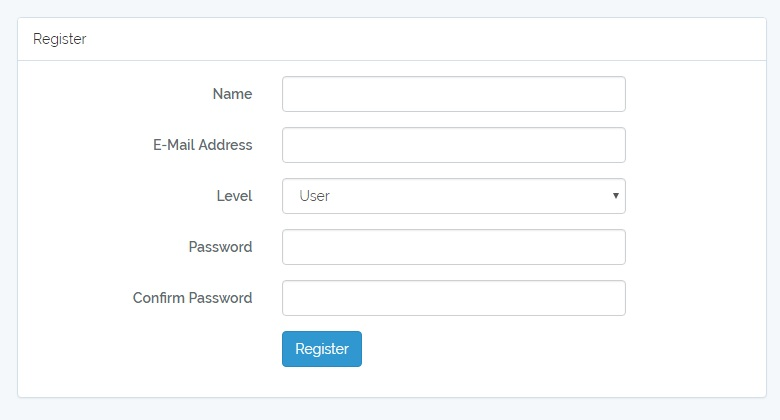 Register
Name
E-Mail Address
Level User
Password
Confirm Password
Register